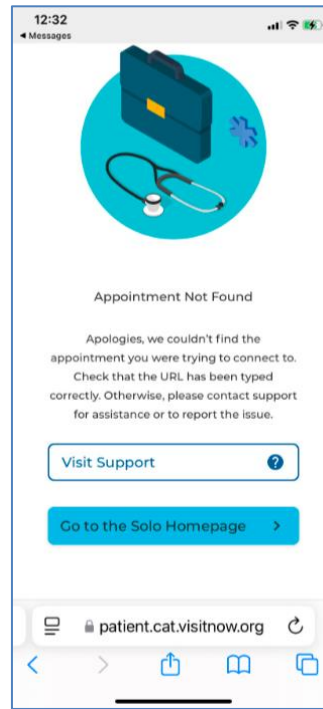 12:32
Messages
Appointment Not Found
Apologies, we couldn't find the
appointment you were trying to connect to.
Check that the URL has been typed
correctly. Otherwise, please contact support
for assistance or to report the issue.
Visit Support
Go to the Solo Homepage
patient.cat.visitnow.org